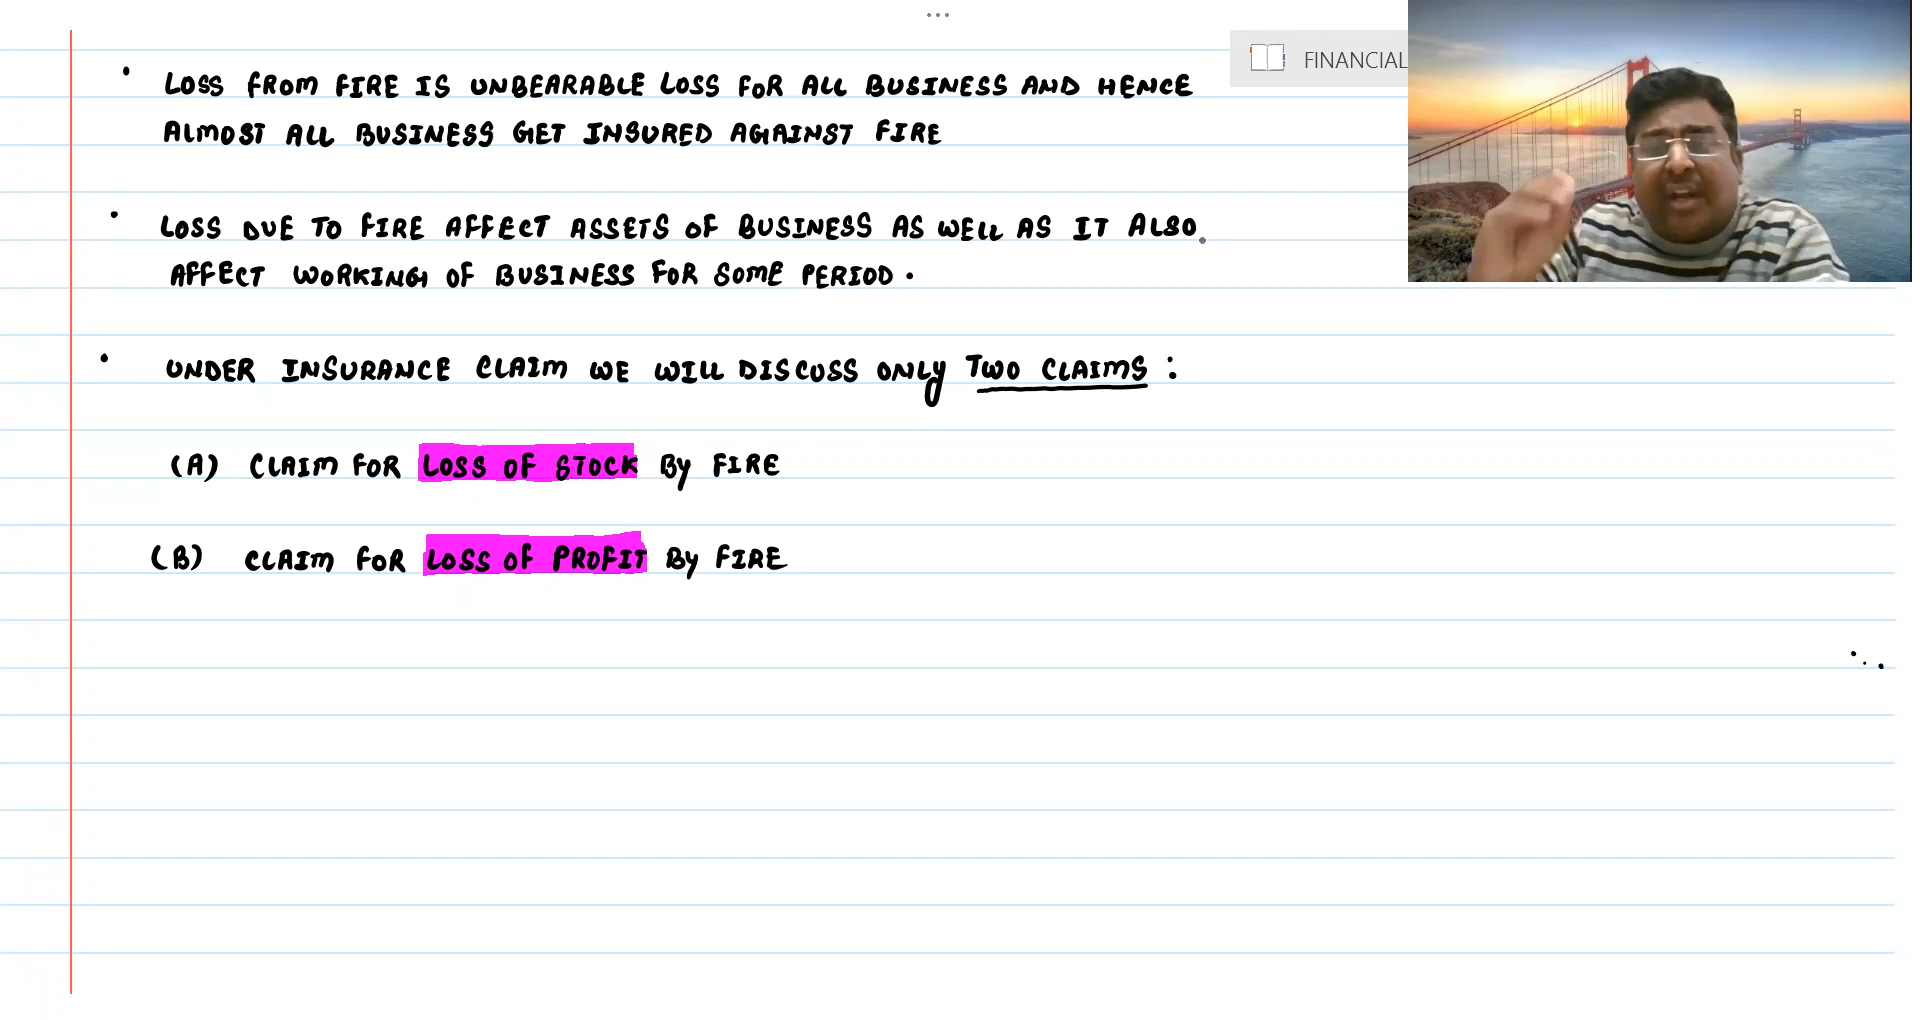 FINANCIAL
• LOSS FROM FIRE IS UNBEARABLE LOSS FOR ALL BUSINESS AND HENCE
ALMOST ALL BUSINESS GET INSURED AGAINST FIRE
• LOSS DUE TO FIRE AFFECT ASSETS OF BUSINESS AS WELL AS IT ALSO
AFFECT WORKING OF BUSINESS FOR SOME PERIOD.
• UNDER INSURANCE CLAIM WE WILL DISCUSS ONLY TWO CLAIMS :
(A) CLAIM FOR LOSS OF STOCK BY FIRE
(B) CLAIM FOR LOSS OF PROFIT BY FIRE